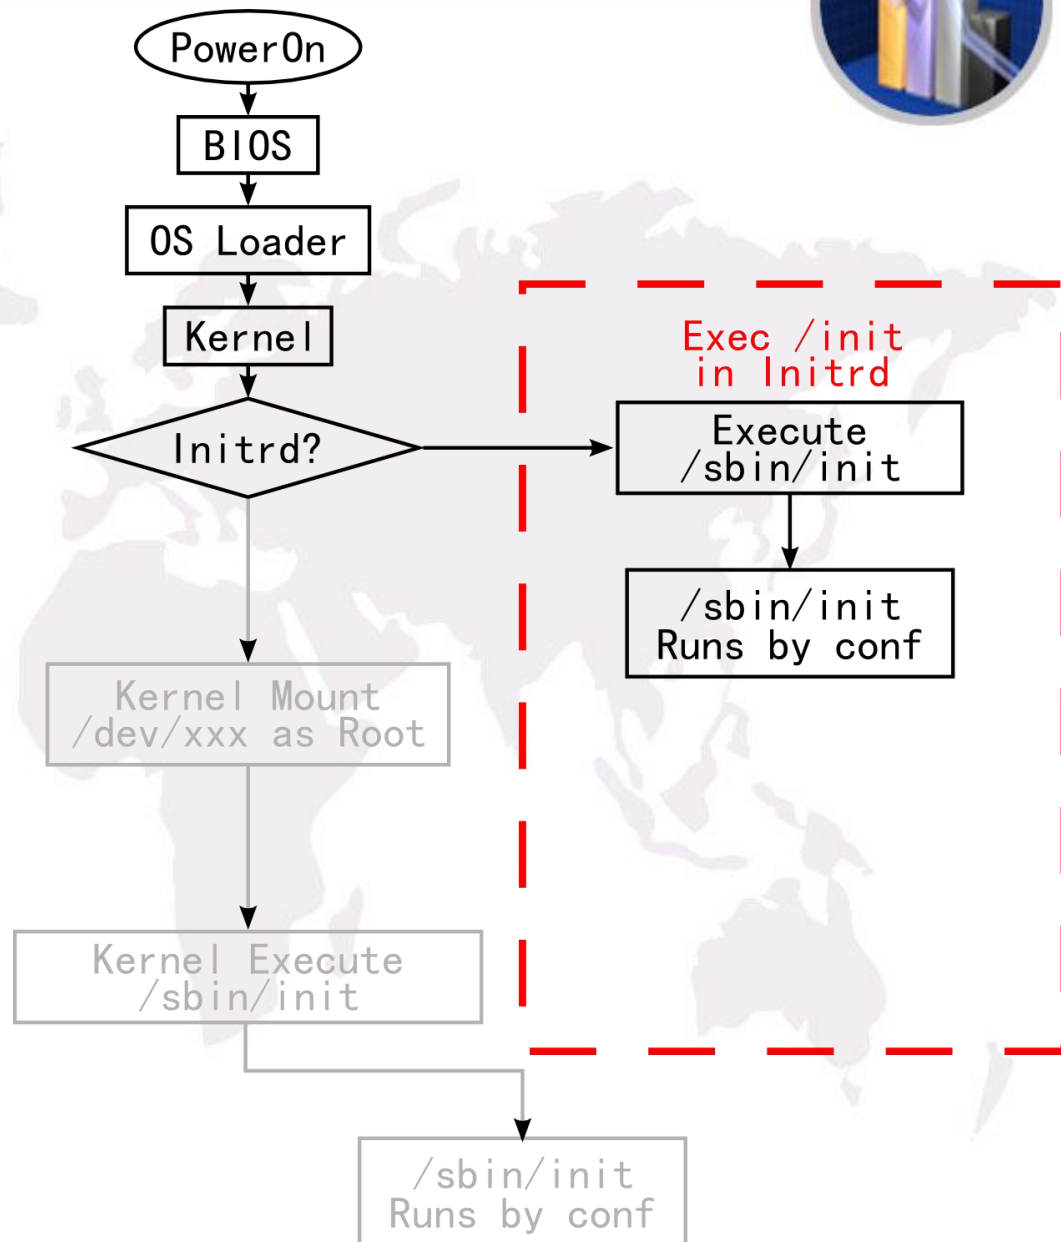 PowerOn
BIOS
OS Loader
Kernel
Initrd?
Exec /init
in Initrd
Execute
/sbin/init
/sbin/init
Runs by conf
Kernel Mount
/dev/xxx as Root
Kernel Execute
/sbin/init
/sbin/init
Runs by conf